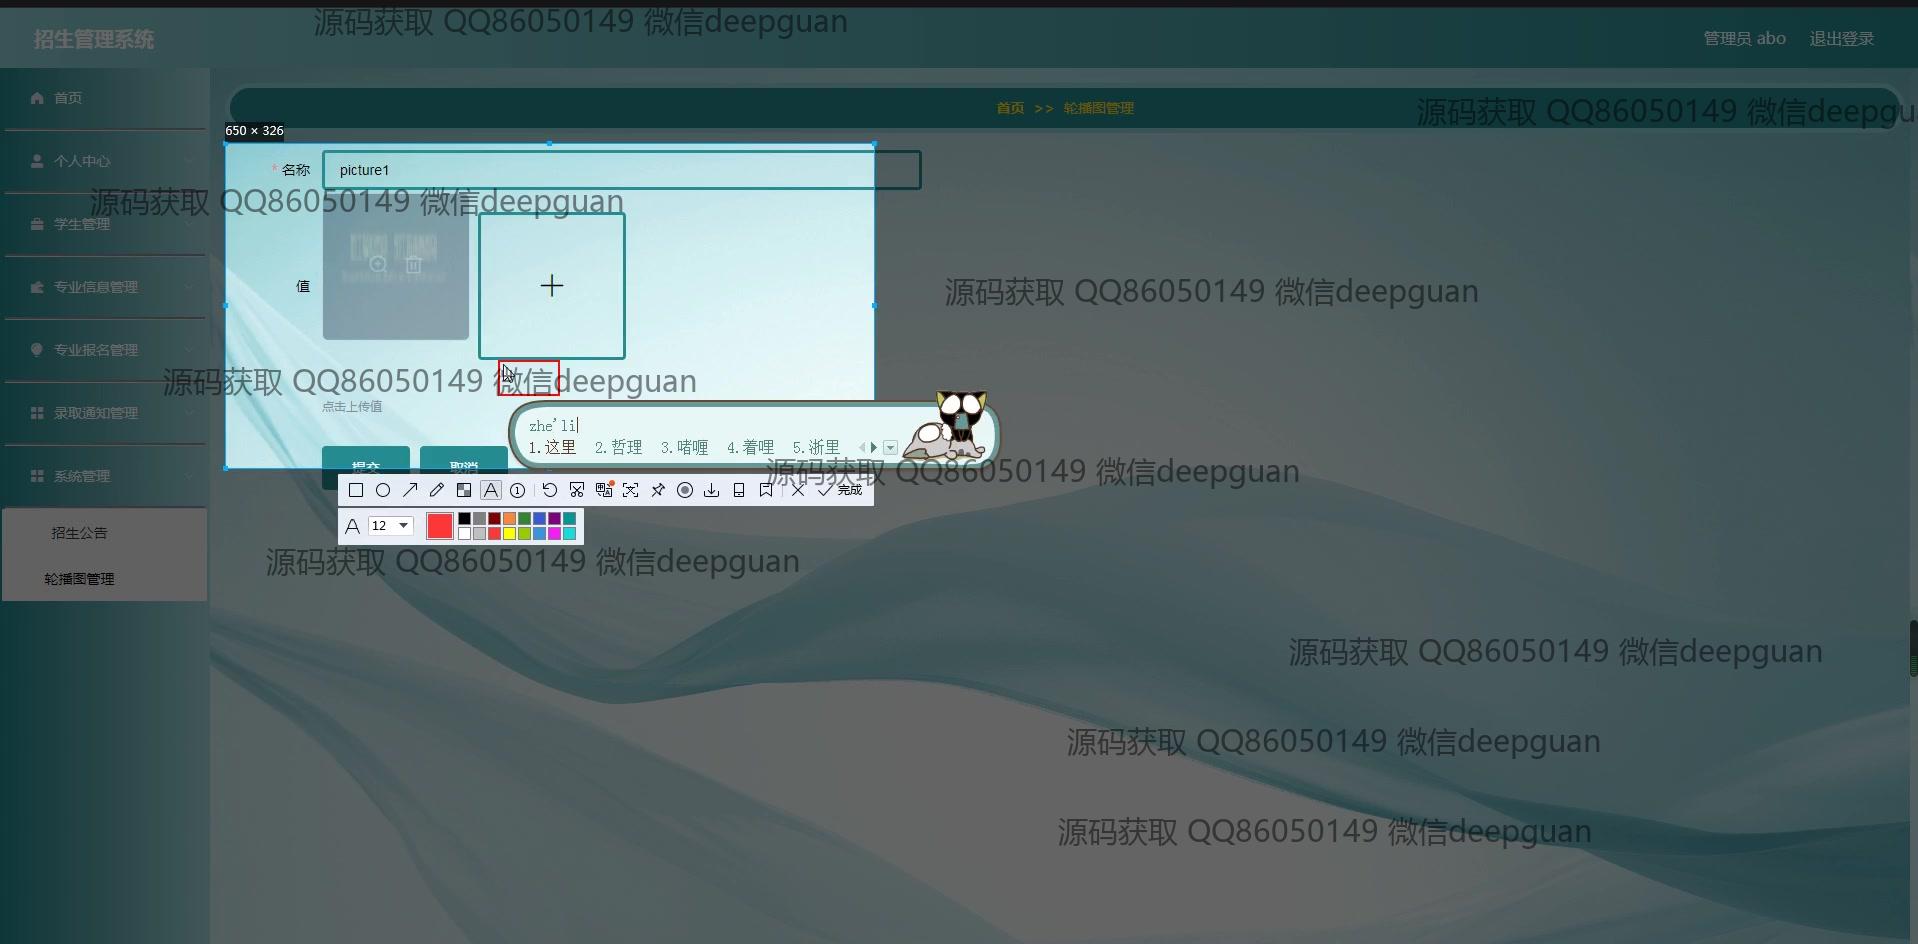 源码获取 QQ86050149 微信deepguan
招生管理系统
管理员 abo
退出登录
首页
首页 >> 轮播图管理
源码获取 QQ86050149 微信deepgu
650 × 326
个人中心
* 名称
picture1
源码获取 QQ86050149 微信deepguan
学生管理
专业信息管理
值
源码获取 QQ86050149 微信deepguan
专业报名管理
源码获取 QQ86050149 微信deepguan
点击上传值
录取通知管理
zhe'li
1.这里 2.哲理 3.啫喱 4.着哩 5.浙里
提交
取消
源码获取 QQ86050149 微信deepguan
系统管理
完成
A 12
招生公告
源码获取 QQ86050149 微信deepguan
轮播图管理
源码获取 QQ86050149 微信deepguan
源码获取 QQ86050149 微信deepguan
源码获取 QQ86050149 微信deepguan